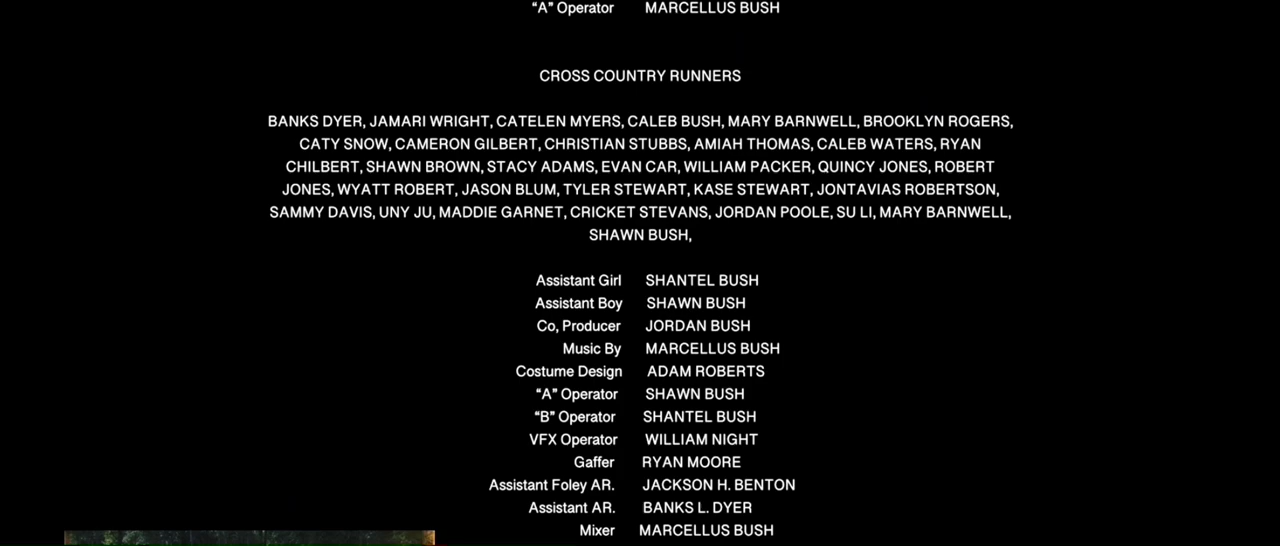 “A” Operator MARCELLUS BUSH
CROSS COUNTRY RUNNERS
BANKS DYER, JAMARI WRIGHT, CATELEN MYERS, CALEB BUSH, MARY BARNWELL, BROOKLYN ROGERS,
CATY SNOW, CAMERON GILBERT, CHRISTIAN STUBBS, AMIAH THOMAS, CALEB WATERS, RYAN
CHILBERT, SHAWN BROWN, STACY ADAMS, EVAN CAR, WILLIAM PACKER, QUINCY JONES, ROBERT
JONES, WYATT ROBERT, JASON BLUM, TYLER STEWART, KASE STEWART, JONTAVIAS ROBERTSON,
SAMMY DAVIS, UNY JU, MADDIE GARNET, CRICKET STEVANS, JORDAN POOLE, SU LI, MARY BARNWELL,
SHAWN BUSH,
Assistant Girl SHANTEL BUSH
Assistant Boy SHAWN BUSH
Co, Producer JORDAN BUSH
Music By MARCELLUS BUSH
Costume Design ADAM ROBERTS
“A” Operator SHAWN BUSH
“B” Operator SHANTEL BUSH
VFX Operator WILLIAM NIGHT
Gaffer RYAN MOORE
Assistant Foley AR. JACKSON H. BENTON
Assistant AR. BANKS L. DYER
Mixer MARCELLUS BUSH